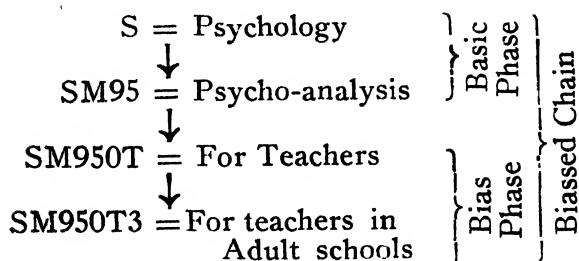 S = Psychology
SM95 = Psycho-analysis
SM950T = For Teachers
SM950T3 = For teachers in
Adult schools
Basic
Phase
Bias
Phase
Biassed Chain